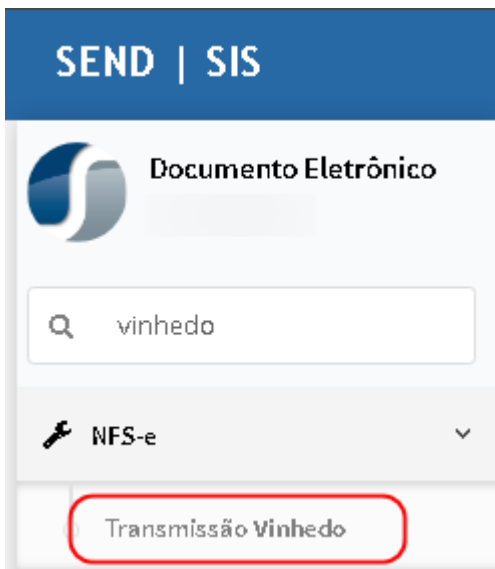 SEND | SIS
Documento Eletrônico
vinhedo
NFS-e
Transmissão Vinhedo